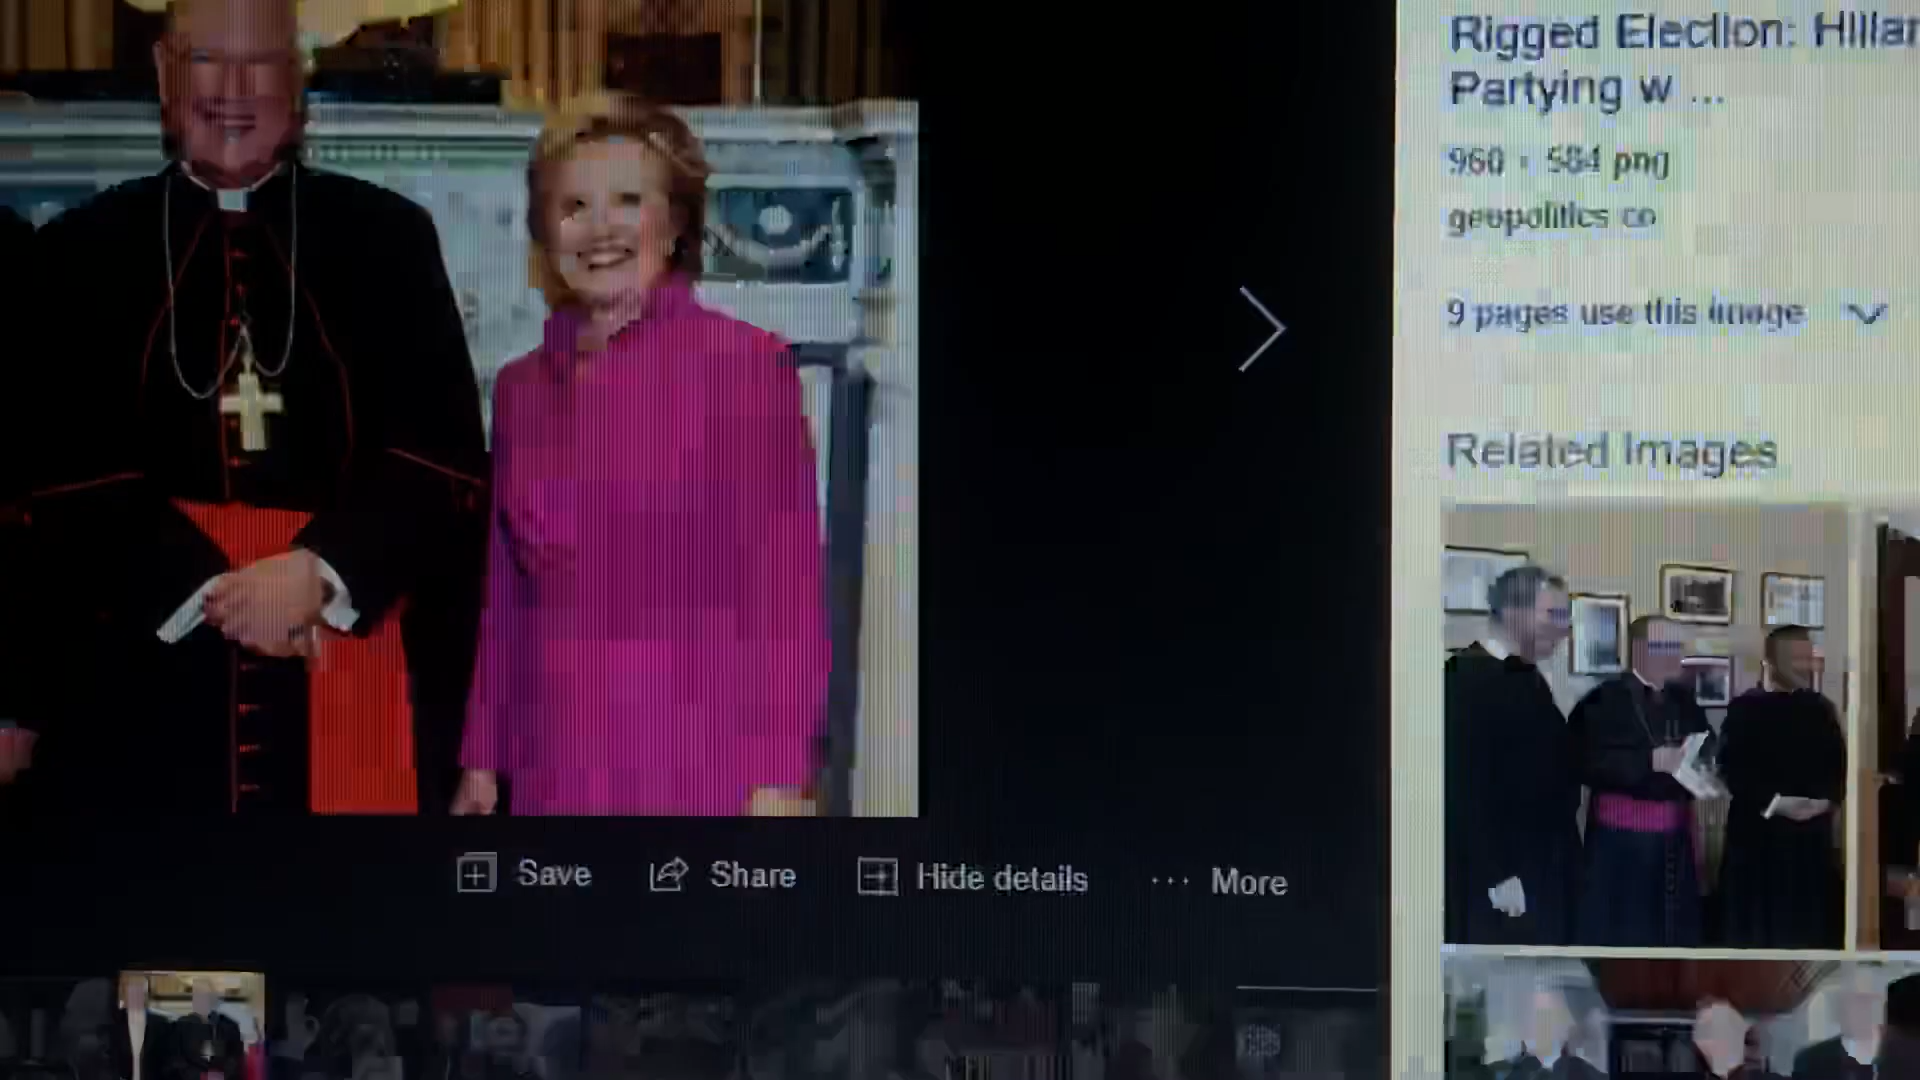 Rigged Election: Hillar
Partying w ...
960 × 584 png
geopolitics co
9 pages use this image
Related Images
Save
Share
Hide details
More